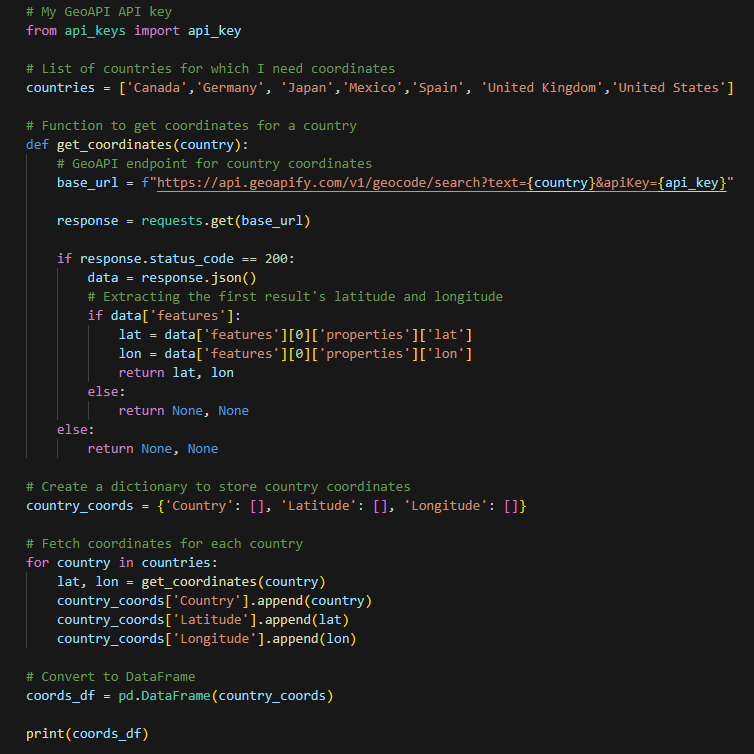 # My GeoAPI API key
from api_keys import api_key
# List of countries for which I need coordinates
countries = ['Canada','Germany', 'Japan','Mexico','Spain', 'United Kingdom','United States']
# Function to get coordinates for a country
def get_coordinates(country):
    # GeoAPI endpoint for country coordinates
    base_url = f"https://api.geoapify.com/v1/geocode/search?text={country}&apiKey={api_key}"
    response = requests.get(base_url)
    if response.status_code == 200:
        data = response.json()
        # Extracting the first result's latitude and longitude
        if data['features']:
            lat = data['features'][0]['properties']['lat']
            lon = data['features'][0]['properties']['lon']
            return lat, lon
        else:
            return None, None
    else:
        return None, None
# Create a dictionary to store country coordinates
country_coords = {'Country': [], 'Latitude': [], 'Longitude': []}
# Fetch coordinates for each country
for country in countries:
    lat, lon = get_coordinates(country)
    country_coords['Country'].append(country)
    country_coords['Latitude'].append(lat)
    country_coords['Longitude'].append(lon)
# Convert to DataFrame
coords_df = pd.DataFrame(country_coords)
print(coords_df)